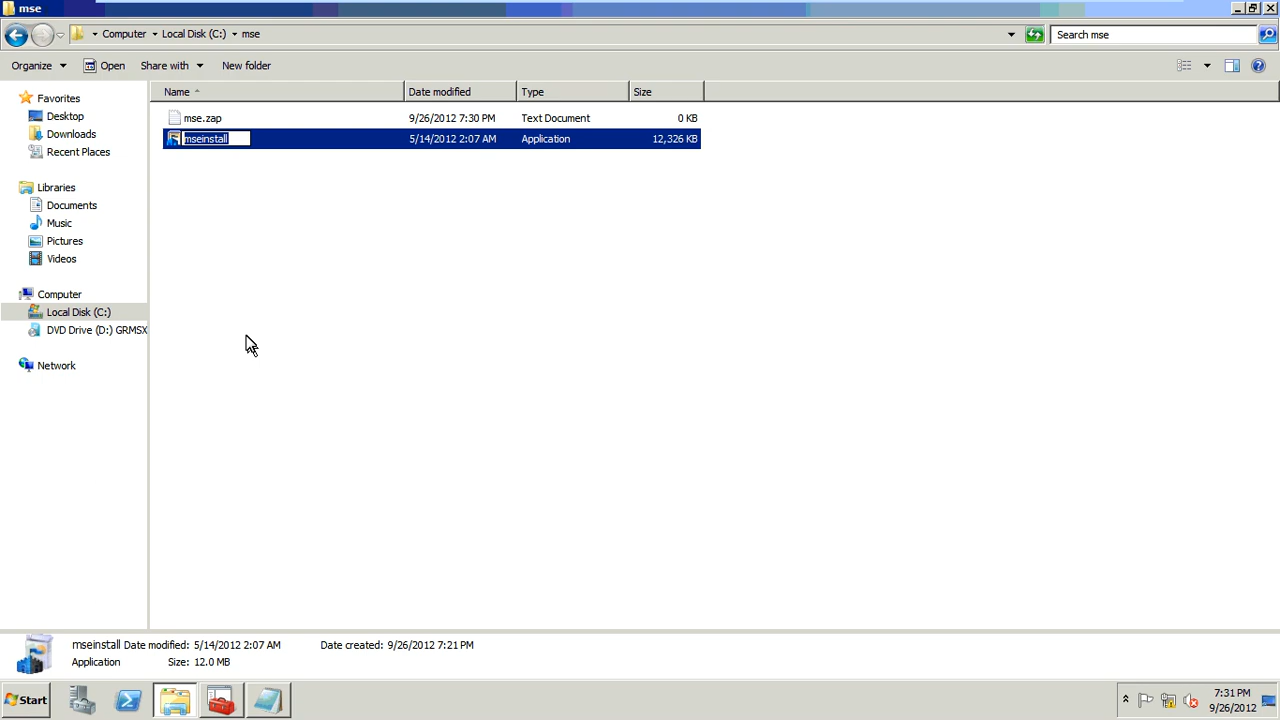 mse
Computer Local Disk (C:) mse
Search mse
Organize Open Share with New folder
Name Date modified Type Size
Favorites
Desktop
Downloads
Recent Places
Libraries
Documents
Music
Pictures
Videos
Computer
Local Disk (C:)
DVD Drive (D:) GRMSX
Network
mse.zap 9/26/2012 7:30 PM Text Document 0 KB
mseinstall 5/14/2012 2:07 AM Application 12,326 KB
mseinstall Date modified: 5/14/2012 2:07 AM Date created: 9/26/2012 7:21 PM
Application Size: 12.0 MB
Start
7:31 PM
9/26/2012